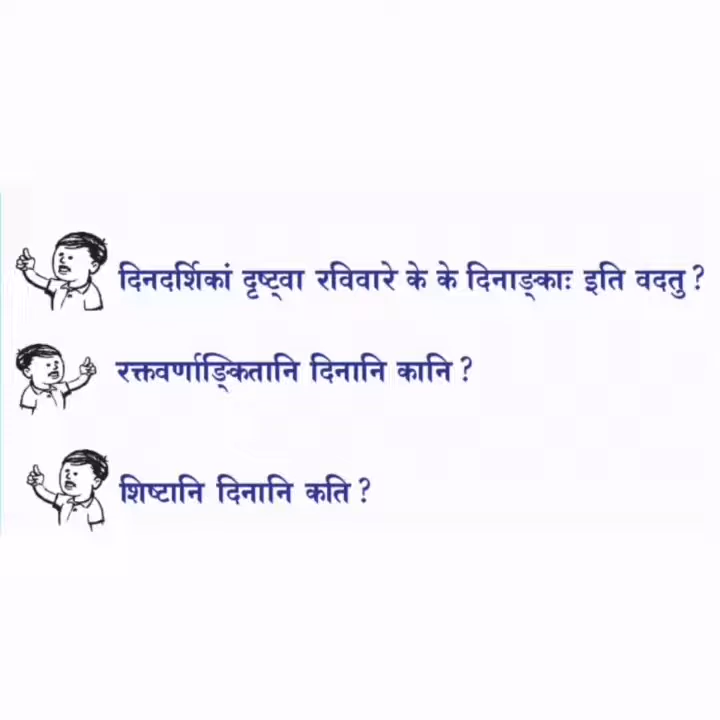 दिनदर्शिकां दृष्ट्वा रविवारे के के दिनाङ्काः इति वदतु ?
रक्तवर्णाङ्कितानि दिनानि कानि ?
शिष्टानि दिनानि कति ?